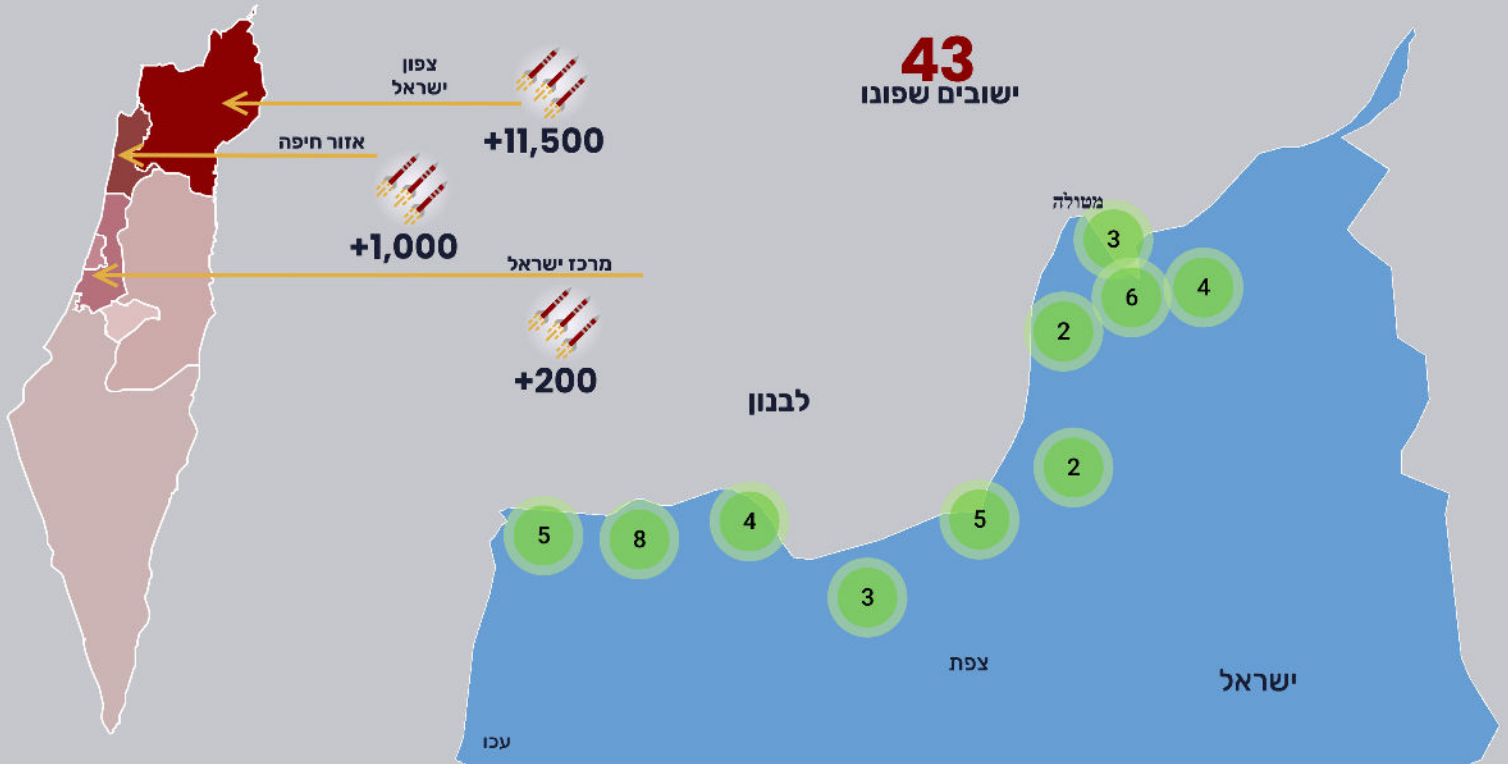 43
ישובים שפונו
צפון
ישראל
+11,500
אזור חיפה
+1,000
מרכז ישראל
+200
מטולה
3
6
4
2
לבנון
2
5
8
4
5
3
צפת
ישראל
עכו